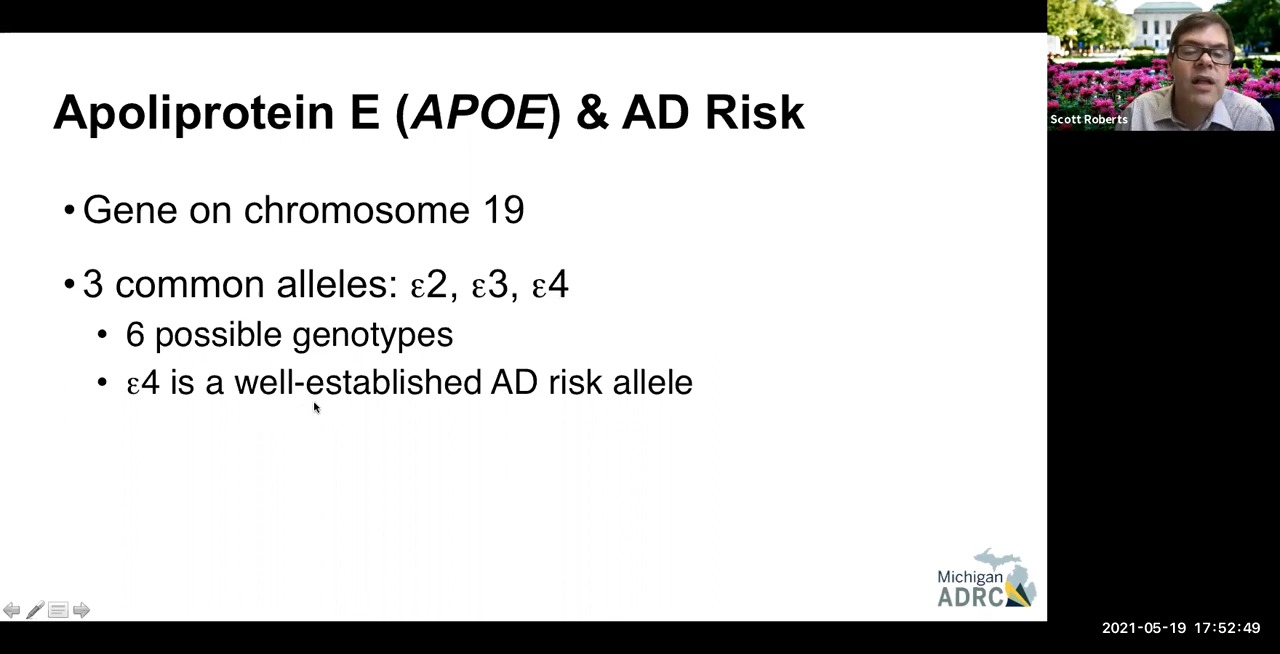 Apoliprotein E (APOE) & AD Risk
• Gene on chromosome 19
• 3 common alleles: ε2, ε3, ε4
• 6 possible genotypes
• ε4 is a well-established AD risk allele
Michigan
ADRC
Scott Roberts
2021-05-19 17:52:49